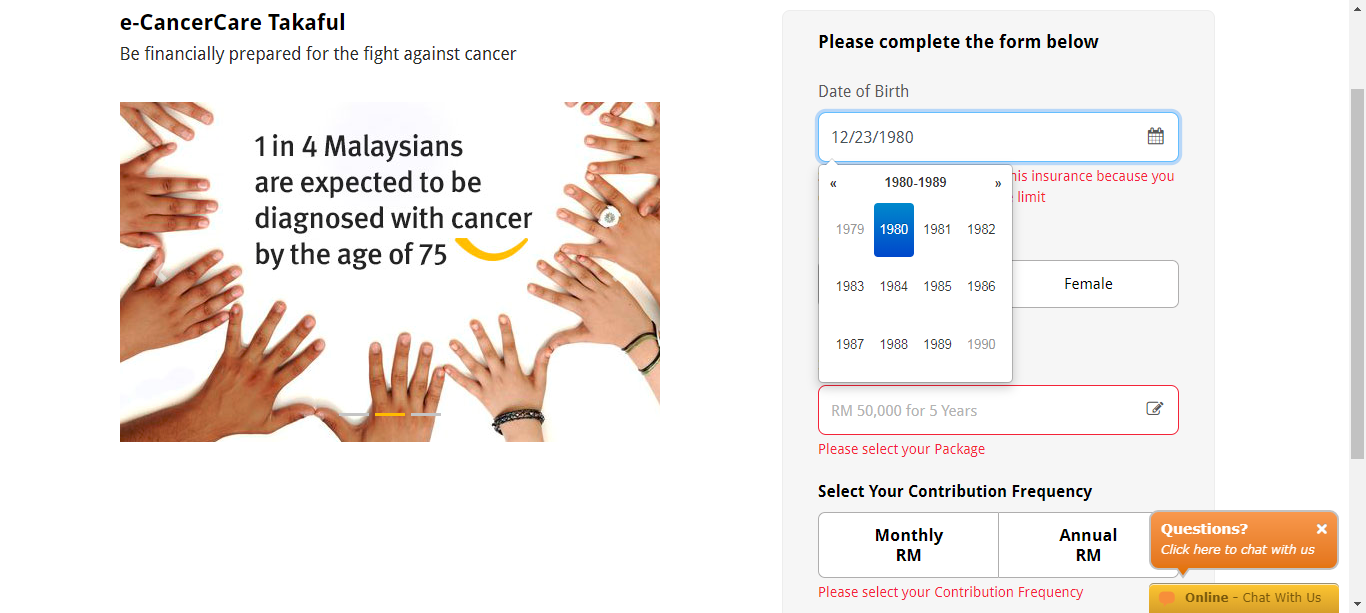 e-CancerCare Takaful
Be financially prepared for the fight against cancer
1 in 4 Malaysians
are expected to be
diagnosed with cancer
by the age of 75
Please complete the form below
Date of Birth
12/23/1980
his insurance because you
limit
« 1980-1989 »
1979 1980 1981 1982
1983 1984 1985 1986
1987 1988 1989 1990
Female
RM 50,000 for 5 Years
Please select your Package
Select Your Contribution Frequency
Monthly
RM
Annual
RM
Please select your Contribution Frequency
Questions?
Click here to chat with us
Online - Chat With Us